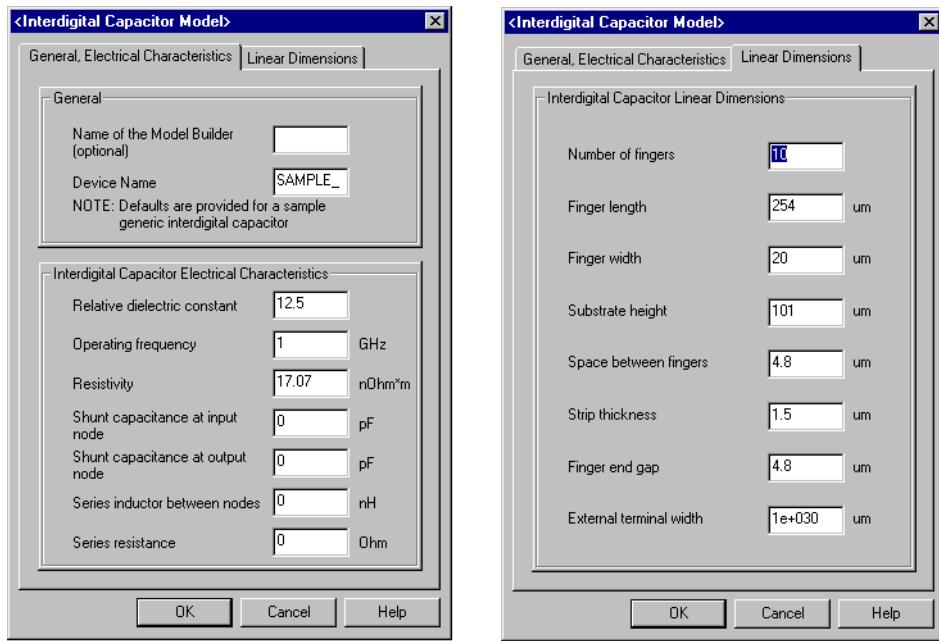 <Interdigital Capacitor Model>
General, Electrical Characteristics
Linear Dimensions
General
Name of the Model Builder
(optional)
Device Name
SAMPLE_
NOTE: Defaults are provided for a sample
generic interdigital capacitor
Interdigital Capacitor Electrical Characteristics
Relative dielectric constant 12.5
Operating frequency 1 GHz
Resistivity 17.07 nOhm*m
Shunt capacitance at input
node
0 pF
Shunt capacitance at output
node
0 pF
Series inductor between nodes 0 nH
Series resistance 0 Ohm
OK Cancel Help
<Interdigital Capacitor Model>
General, Electrical Characteristics
Linear Dimensions
Interdigital Capacitor Linear Dimensions
Number of fingers 10
Finger length 254 um
Finger width 20 um
Substrate height 101 um
Space between fingers 4.8 um
Strip thickness 1.5 um
Finger end gap 4.8 um
External terminal width 1e+030 um
OK Cancel Help